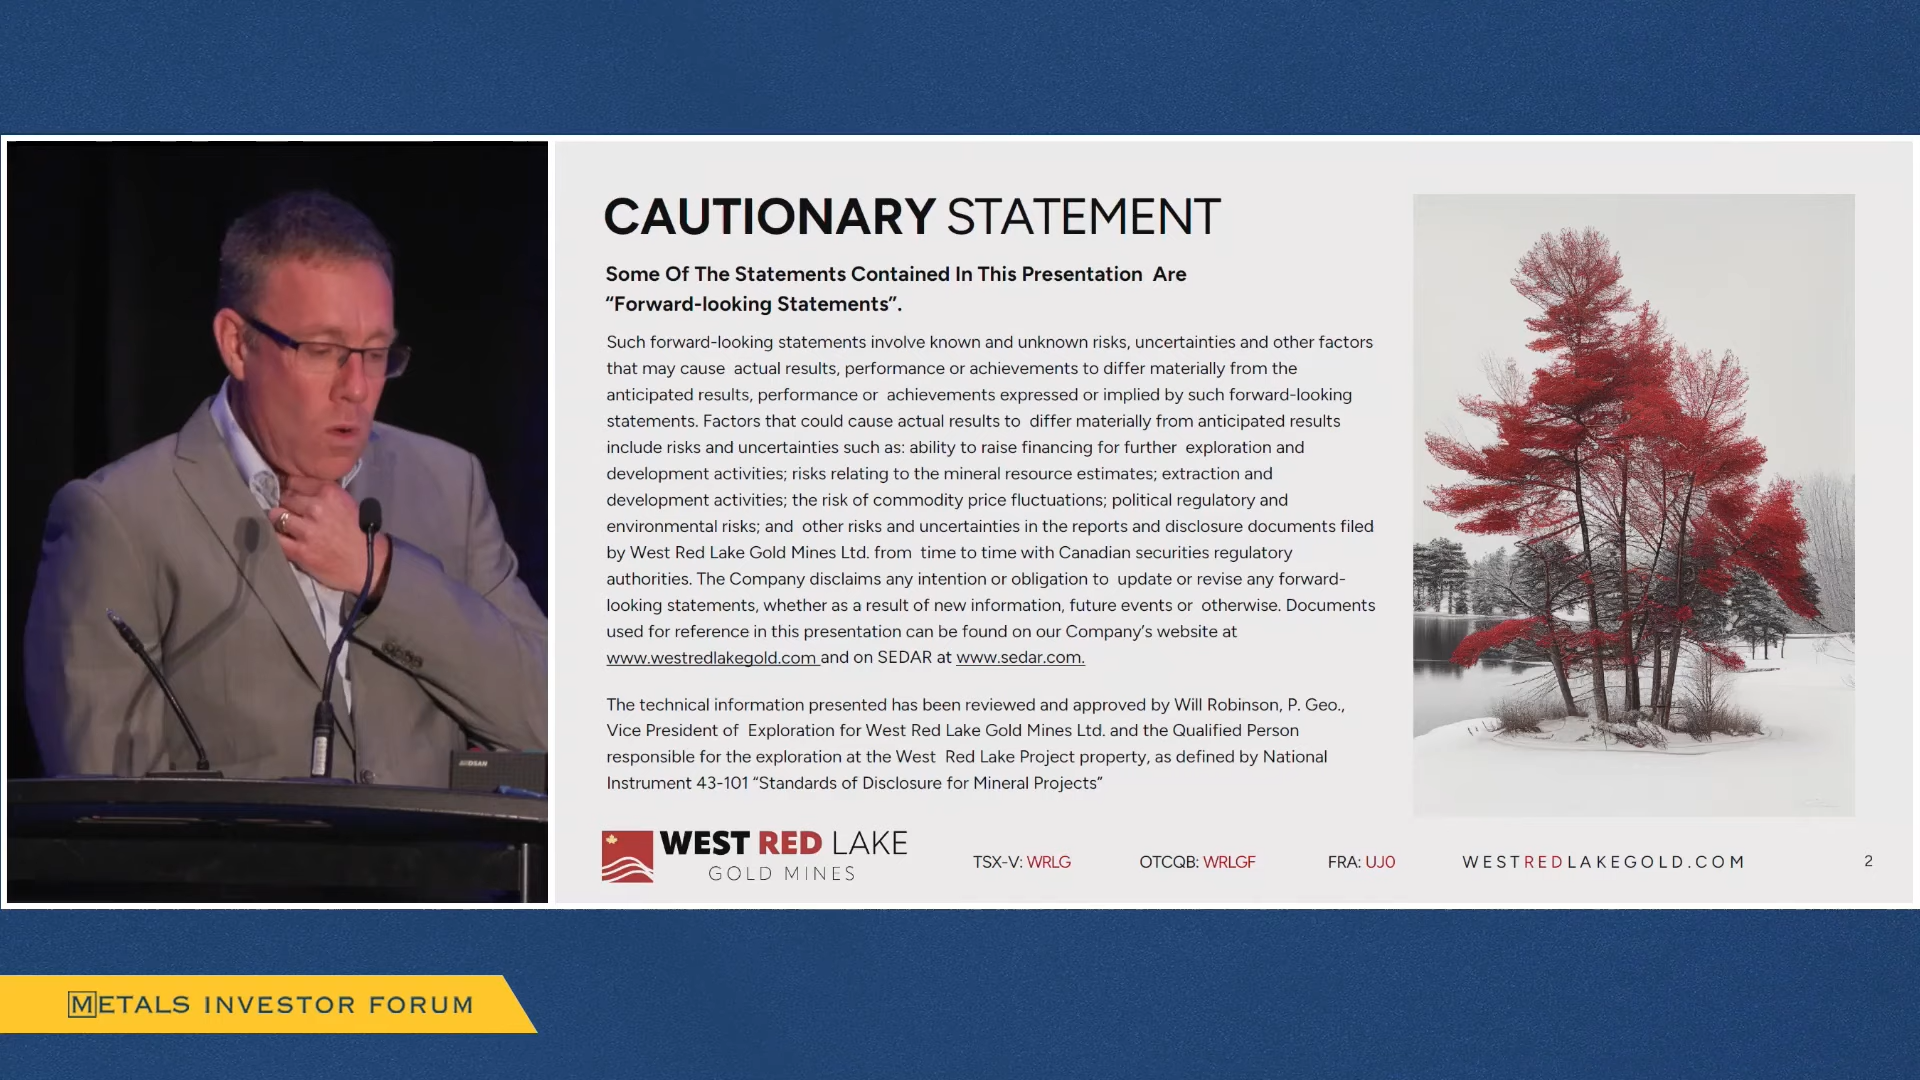 CAUTIONARY STATEMENT
Some Of The Statements Contained In This Presentation Are
“Forward-looking Statements”.
Such forward-looking statements involve known and unknown risks, uncertainties and other factors
that may cause actual results, performance or achievements to differ materially from the
anticipated results, performance or achievements expressed or implied by such forward-looking
statements. Factors that could cause actual results to differ materially from anticipated results
include risks and uncertainties such as: ability to raise financing for further exploration and
development activities; risks relating to the mineral resource estimates; extraction and
development activities; the risk of commodity price fluctuations; political regulatory and
environmental risks; and other risks and uncertainties in the reports and disclosure documents filed
by West Red Lake Gold Mines Ltd. from time to time with Canadian securities regulatory
authorities. The Company disclaims any intention or obligation to update or revise any forward-
looking statements, whether as a result of new information, future events or otherwise. Documents
used for reference in this presentation can be found on our Company’s website at
www.westredlakegold.com and on SEDAR at www.sedar.com.
The technical information presented has been reviewed and approved by Will Robinson, P. Geo.,
Vice President of Exploration for West Red Lake Gold Mines Ltd. and the Qualified Person
responsible for the exploration at the West Red Lake Project property, as defined by National
Instrument 43-101 “Standards of Disclosure for Mineral Projects”
WEST RED LAKE
GOLD MINES
TSX-V: WRLG OTCQB: WRLGF FRA: UJ0 WESTREDLAKEGOLD.COM 2
METALS INVESTOR FORUM